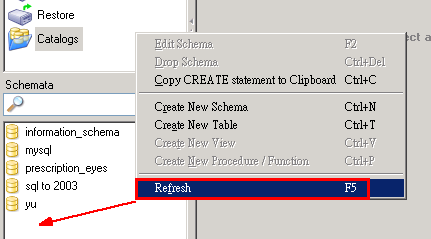 Restore
Catalogs
ect a
Schemata
information_schema
mysql
prescription_eyes
sql to 2003
yu
Edit Schema F2
Drop Schema Ctrl+Del
Copy CREATE statement to Clipboard Ctrl+C
Create New Schema Ctrl+N
Create New Table Ctrl+T
Create New View Ctrl+V
Create New Procedure / Function Ctrl+P
Refresh F5